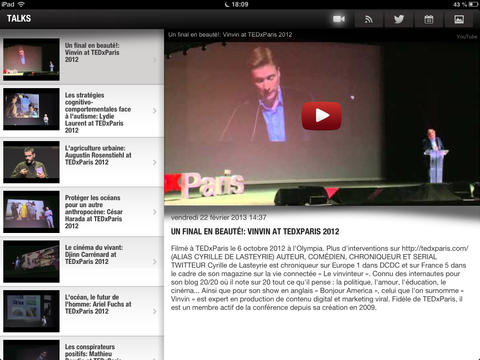 iPad
18:09
43 %
TALKS
Un final en beauté!:
Vinvin at TEDxParis
2012
Les stratégies
cognitivo-
comportementales face
à l'autisme: Lydie
Laurent at TEDxParis
L'agriculture urbaine:
Augustin Rosenstiehl at
TEDxParis 2012
Protéger les océans
pour un autre
anthropocène: César
Harada at TEDxParis
Le cinéma du vivant:
Djinn Carrénard at
TEDxParis 2012
L'océan, le futur de
l'homme: Ariel Fuchs at
TEDxParis 2012
Les conspirateurs
positifs: Mathieu
Un final en beauté!: Vinvin at TEDxParis 2012
YouTube
xParis
vendredi 22 février 2013 14:37
UN FINAL EN BEAUTÉ!: VINVIN AT TEDXPARIS 2012
Filmé à TEDxParis le 6 octobre 2012 à l'Olympia. Plus d'interventions sur http://tedxparis.com/
(ALIAS CYRILLE DE LASTEYRIE) AUTEUR, COMÉDIEN, CHRONIQUEUR ET SERIAL
TWITTEUR Cyrille de Lasteyrie est chroniqueur sur Europe 1 dans DCDC et sur France 5 dans
le cadre de son magasine sur la vie connectée « Le vinvinteur ». Connu des internautes pour
son blog 20/20 où il note sur 20 tout ce qu'il pense : la politique, l'amour, l'éducation, le
cinéma... Ainsi que pour son show en anglais « Bonjour America », celui que l'on surnomme «
Vinvin » est expert en production de contenu digital et marketing viral. Fidèle de TEDxParis, il
est un membre actif de la conférence depuis sa création en 2009.